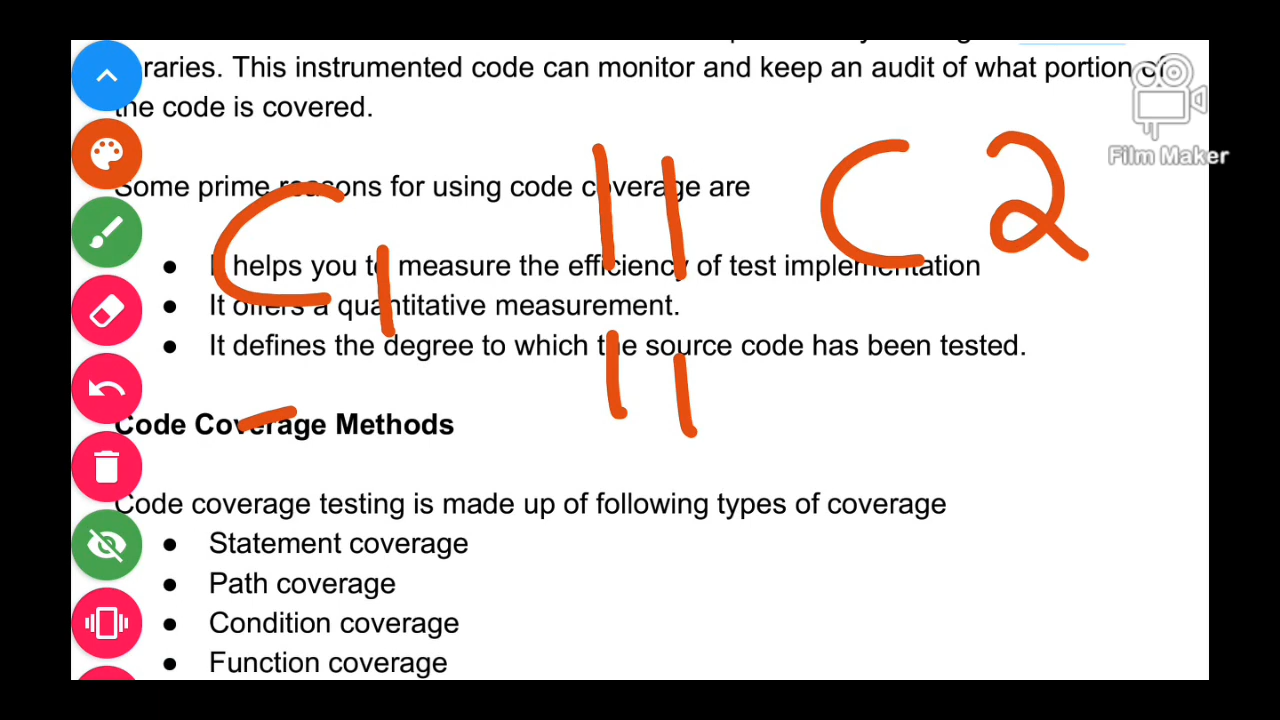 raries. This instrumented code can monitor and keep an audit of what portion of
the code is covered.
Film Maker
Some prime reasons for using code coverage are
C1 || C2
● It helps you to measure the efficiency of test implementation
● It offers a quantitative measurement.
● It defines the degree to which the source code has been tested.
Code Coverage Methods
Code coverage testing is made up of following types of coverage
● Statement coverage
● Path coverage
● Condition coverage
● Function coverage